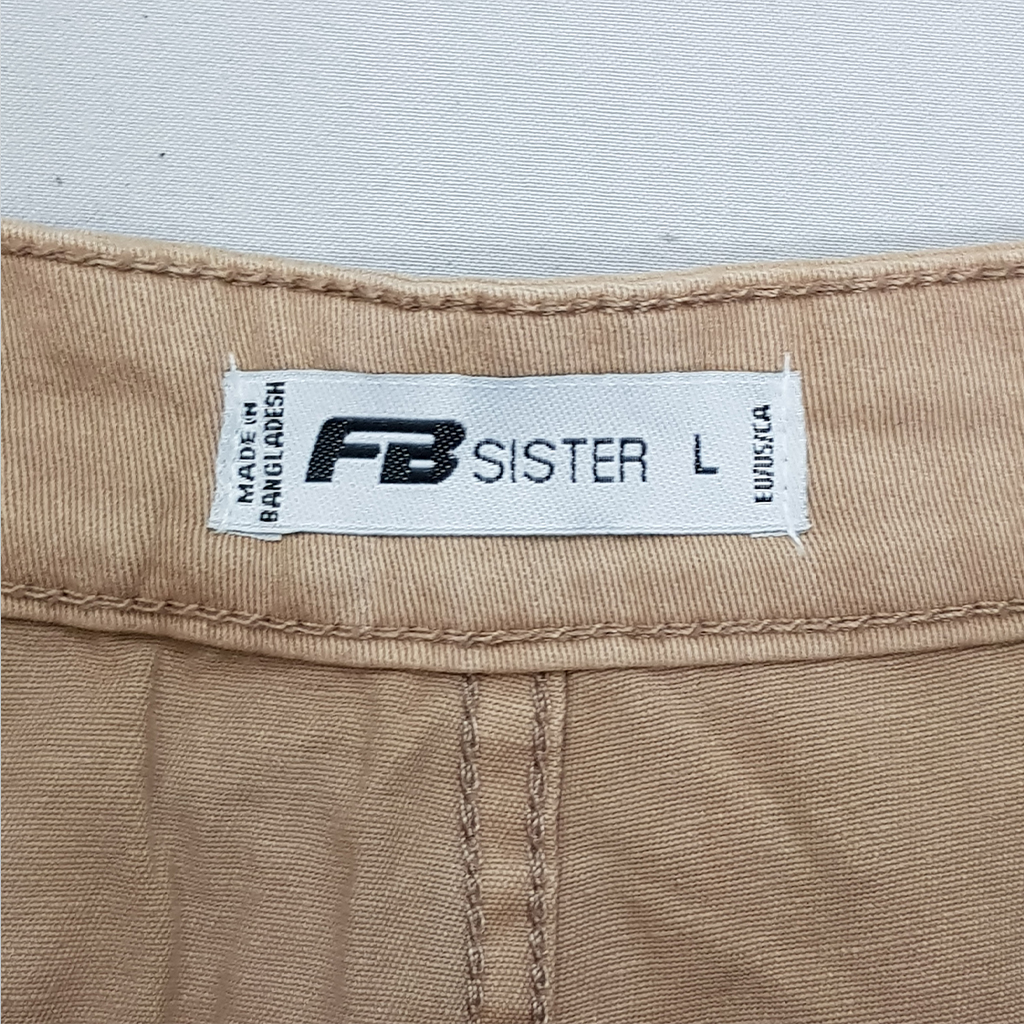 MADE IN
BANGLADESH
FB SISTER L
EU/US/CA